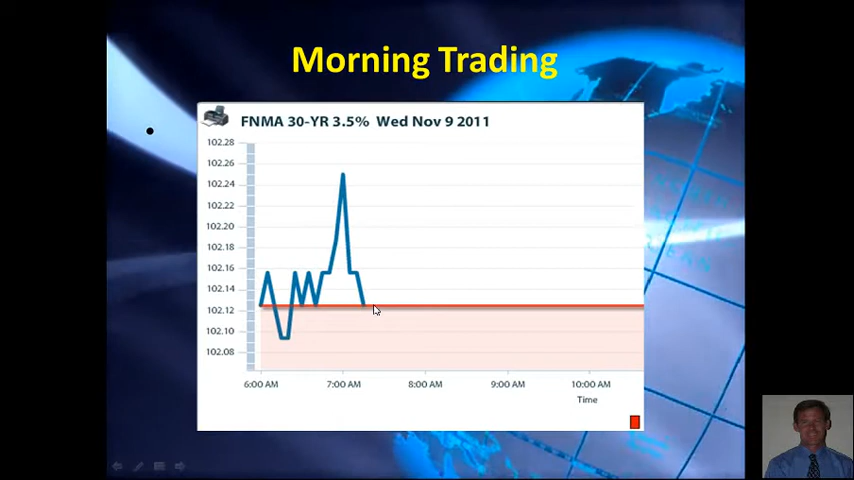 Morning Trading
FNMA 30-YR 3.5% Wed Nov 9 2011
102.28
102.26
102.24
102.22
102.20
102.18
102.16
102.14
102.12
102.10
102.08
6:00 AM 7:00 AM 8:00 AM 9:00 AM 10:00 AM
Time